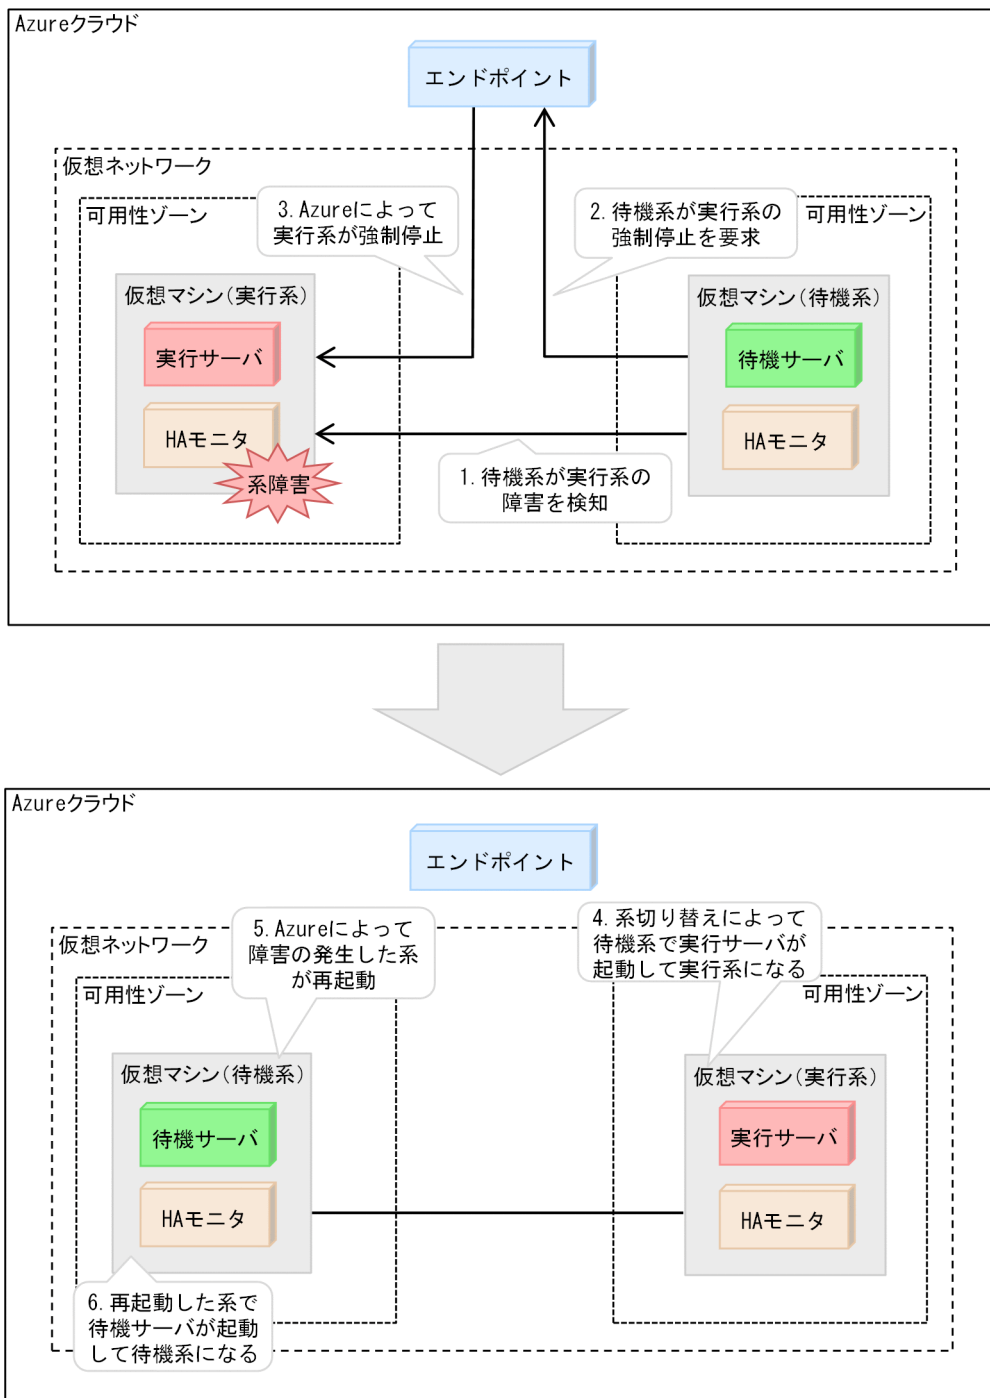 Azureクラウド
エンドポイント
仮想ネットワーク
可用性ゾーン
3. Azureによって
実行系が強制停止
2. 待機系が実行系の
強制停止を要求
可用性ゾーン
仮想マシン(実行系)
実行サーバ
HAモニタ
系障害
仮想マシン(待機系)
待機サーバ
HAモニタ
1. 待機系が実行系の
障害を検知
Azureクラウド
エンドポイント
仮想ネットワーク
可用性ゾーン
5. Azureによって
障害の発生した系
が再起動
4. 系切り替えによって
待機系で実行サーバが
起動して実行系になる
可用性ゾーン
仮想マシン(待機系)
待機サーバ
HAモニタ
仮想マシン(実行系)
実行サーバ
HAモニタ
6. 再起動した系で
待機サーバが起動
して待機系になる